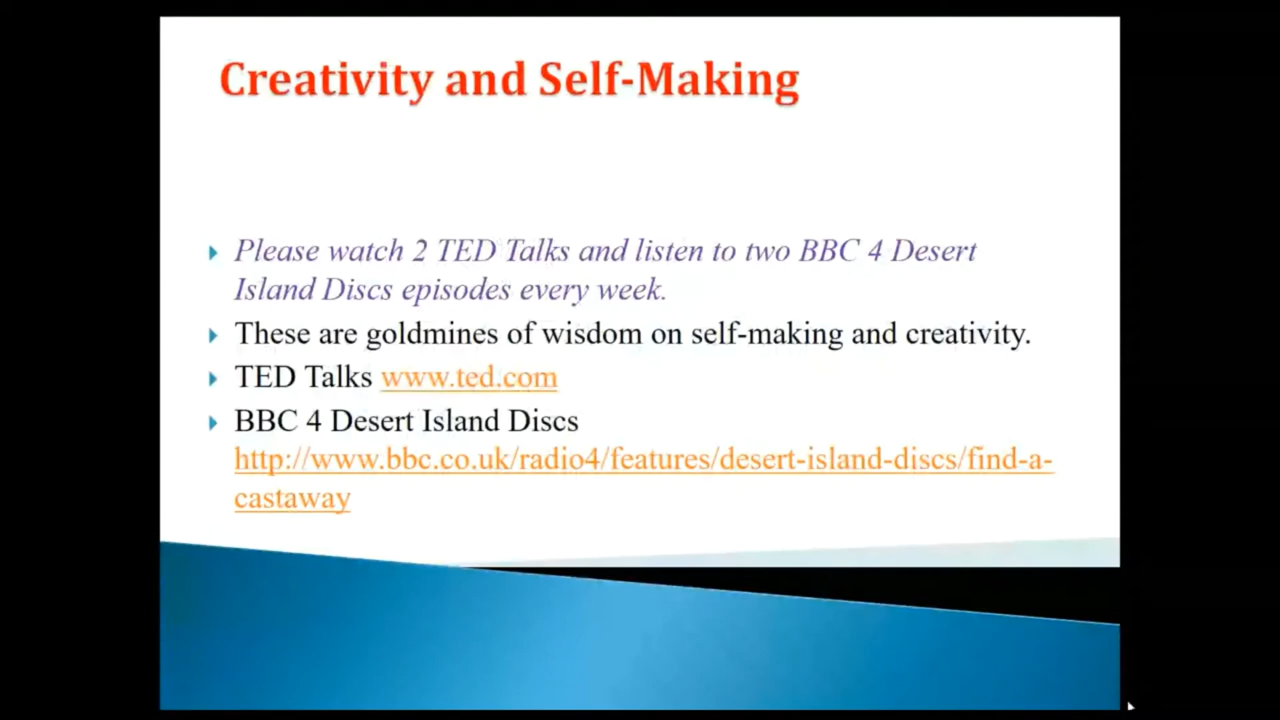 Creativity and Self-Making
Please watch 2 TED Talks and listen to two BBC 4 Desert
Island Discs episodes every week.
These are goldmines of wisdom on self-making and creativity.
TED Talks www.ted.com
BBC 4 Desert Island Discs
http://www.bbc.co.uk/radio4/features/desert-island-discs/find-a-
castaway